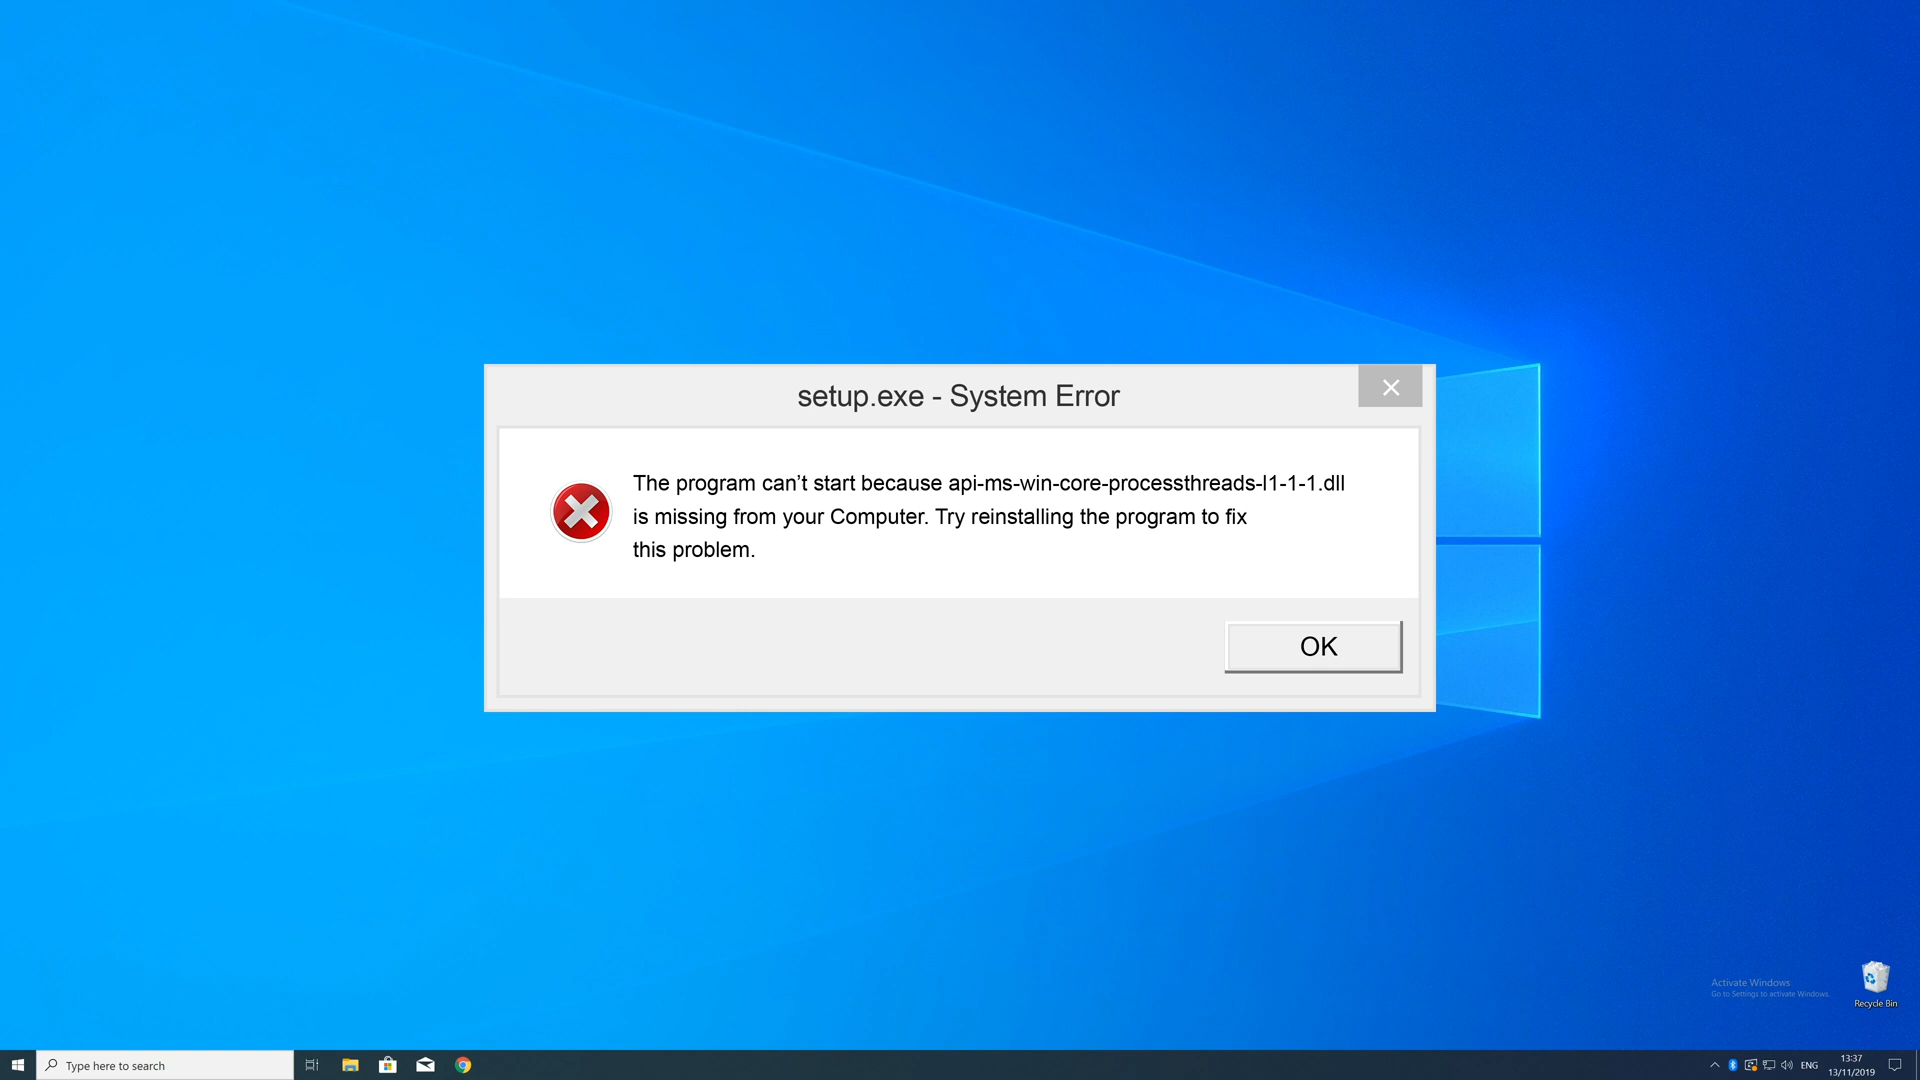 setup.exe - System Error
The program can’t start because api-ms-win-core-processthreads-l1-1-1.dll
is missing from your Computer. Try reinstalling the program to fix
this problem.
OK
Activate Windows
Go to Settings to activate Windows.
Recycle Bin
Type here to search
ENG
13:37
13/11/2019